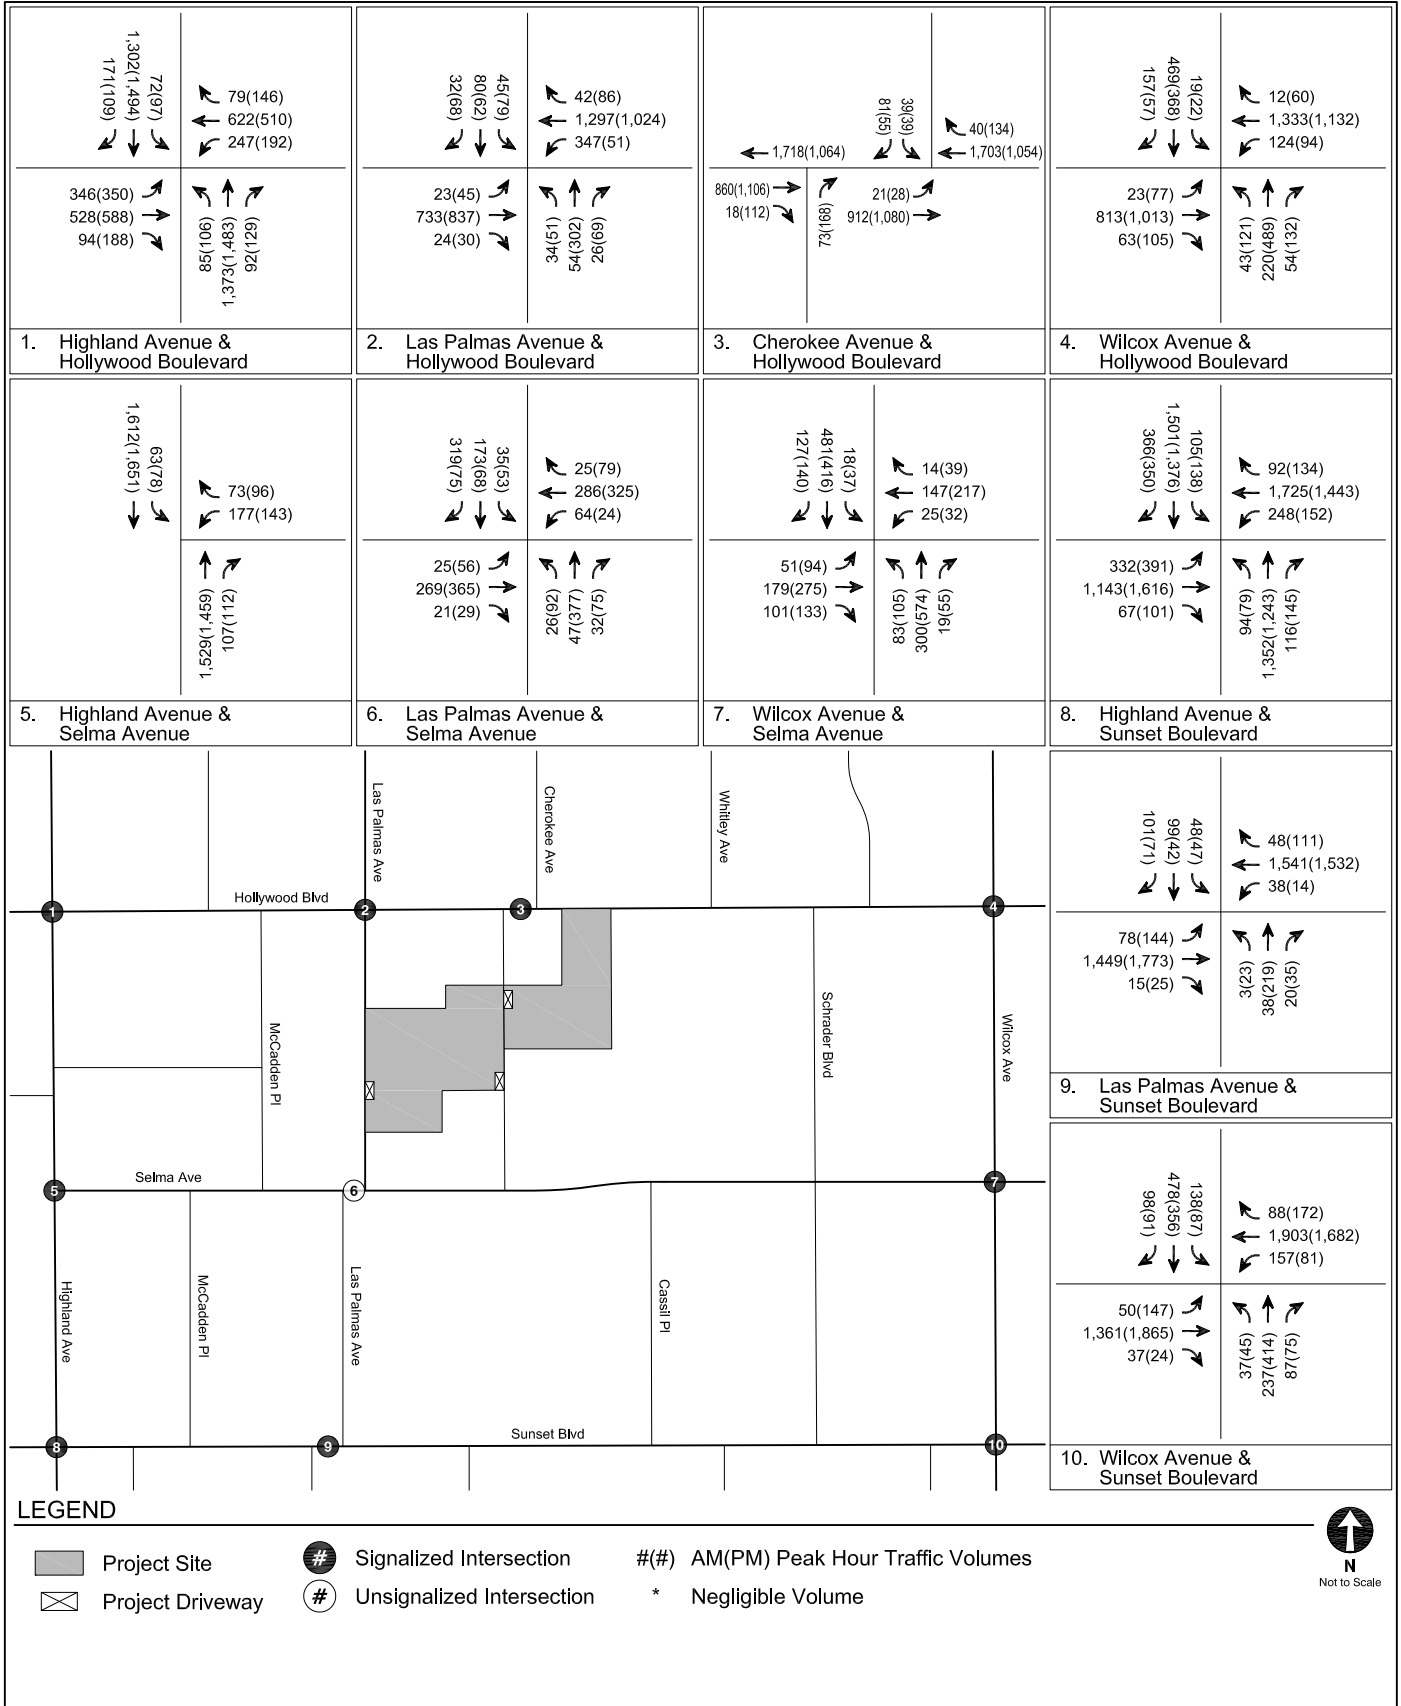 171(109)
1,302(1,494)
72(97)
79(146)
622(510)
247(192)
346(350)
528(588)
94(188)
85(106)
1,373(1,483)
92(129)
1. Highland Avenue &
Hollywood Boulevard
32(68)
80(62)
45(79)
42(86)
1,297(1,024)
347(51)
23(45)
733(837)
24(30)
34(51)
54(302)
26(69)
2. Las Palmas Avenue &
Hollywood Boulevard
81(55)
39(39)
40(134)
1,718(1,064)
1,703(1,054)
860(1,106)
18(112)
73(168)
21(28)
912(1,080)
3. Cherokee Avenue &
Hollywood Boulevard
157(57)
469(368)
19(22)
12(60)
1,333(1,132)
124(94)
23(77)
813(1,013)
63(105)
43(121)
220(489)
54(132)
4. Wilcox Avenue &
Hollywood Boulevard
1,612(1,651)
63(78)
73(96)
177(143)
1,529(1,459)
107(112)
5. Highland Avenue &
Selma Avenue
319(75)
173(68)
35(53)
25(79)
286(325)
64(24)
25(56)
269(365)
21(29)
26(92)
47(377)
32(75)
6. Las Palmas Avenue &
Selma Avenue
127(140)
481(416)
18(37)
14(39)
147(217)
25(32)
51(94)
179(275)
101(133)
83(105)
300(574)
19(55)
7. Wilcox Avenue &
Selma Avenue
366(350)
1,501(1,376)
105(138)
92(134)
1,725(1,443)
248(152)
332(391)
1,143(1,616)
67(101)
94(79)
1,352(1,243)
116(145)
8. Highland Avenue &
Sunset Boulevard
101(71)
99(42)
48(47)
48(111)
1,541(1,532)
38(14)
78(144)
1,449(1,773)
15(25)
3(23)
38(219)
20(35)
9. Las Palmas Avenue &
Sunset Boulevard
98(91)
478(356)
138(87)
88(172)
1,903(1,682)
157(81)
50(147)
1,361(1,865)
37(24)
37(45)
237(414)
87(75)
10. Wilcox Avenue &
Sunset Boulevard
Las Palmas Ave
Cherokee Ave
Whitley Ave
Hollywood Blvd
1
2
3
4
McCadden Pl
Schrader Blvd
Wilcox Ave
Selma Ave
5
6
7
Highland Ave
McCadden Pl
Las Palmas Ave
Cassil Pl
Sunset Blvd
8
9
10
LEGEND
Project Site
# Signalized Intersection
#(#) AM(PM) Peak Hour Traffic Volumes
Project Driveway
# Unsignalized Intersection
* Negligible Volume
N
Not to Scale